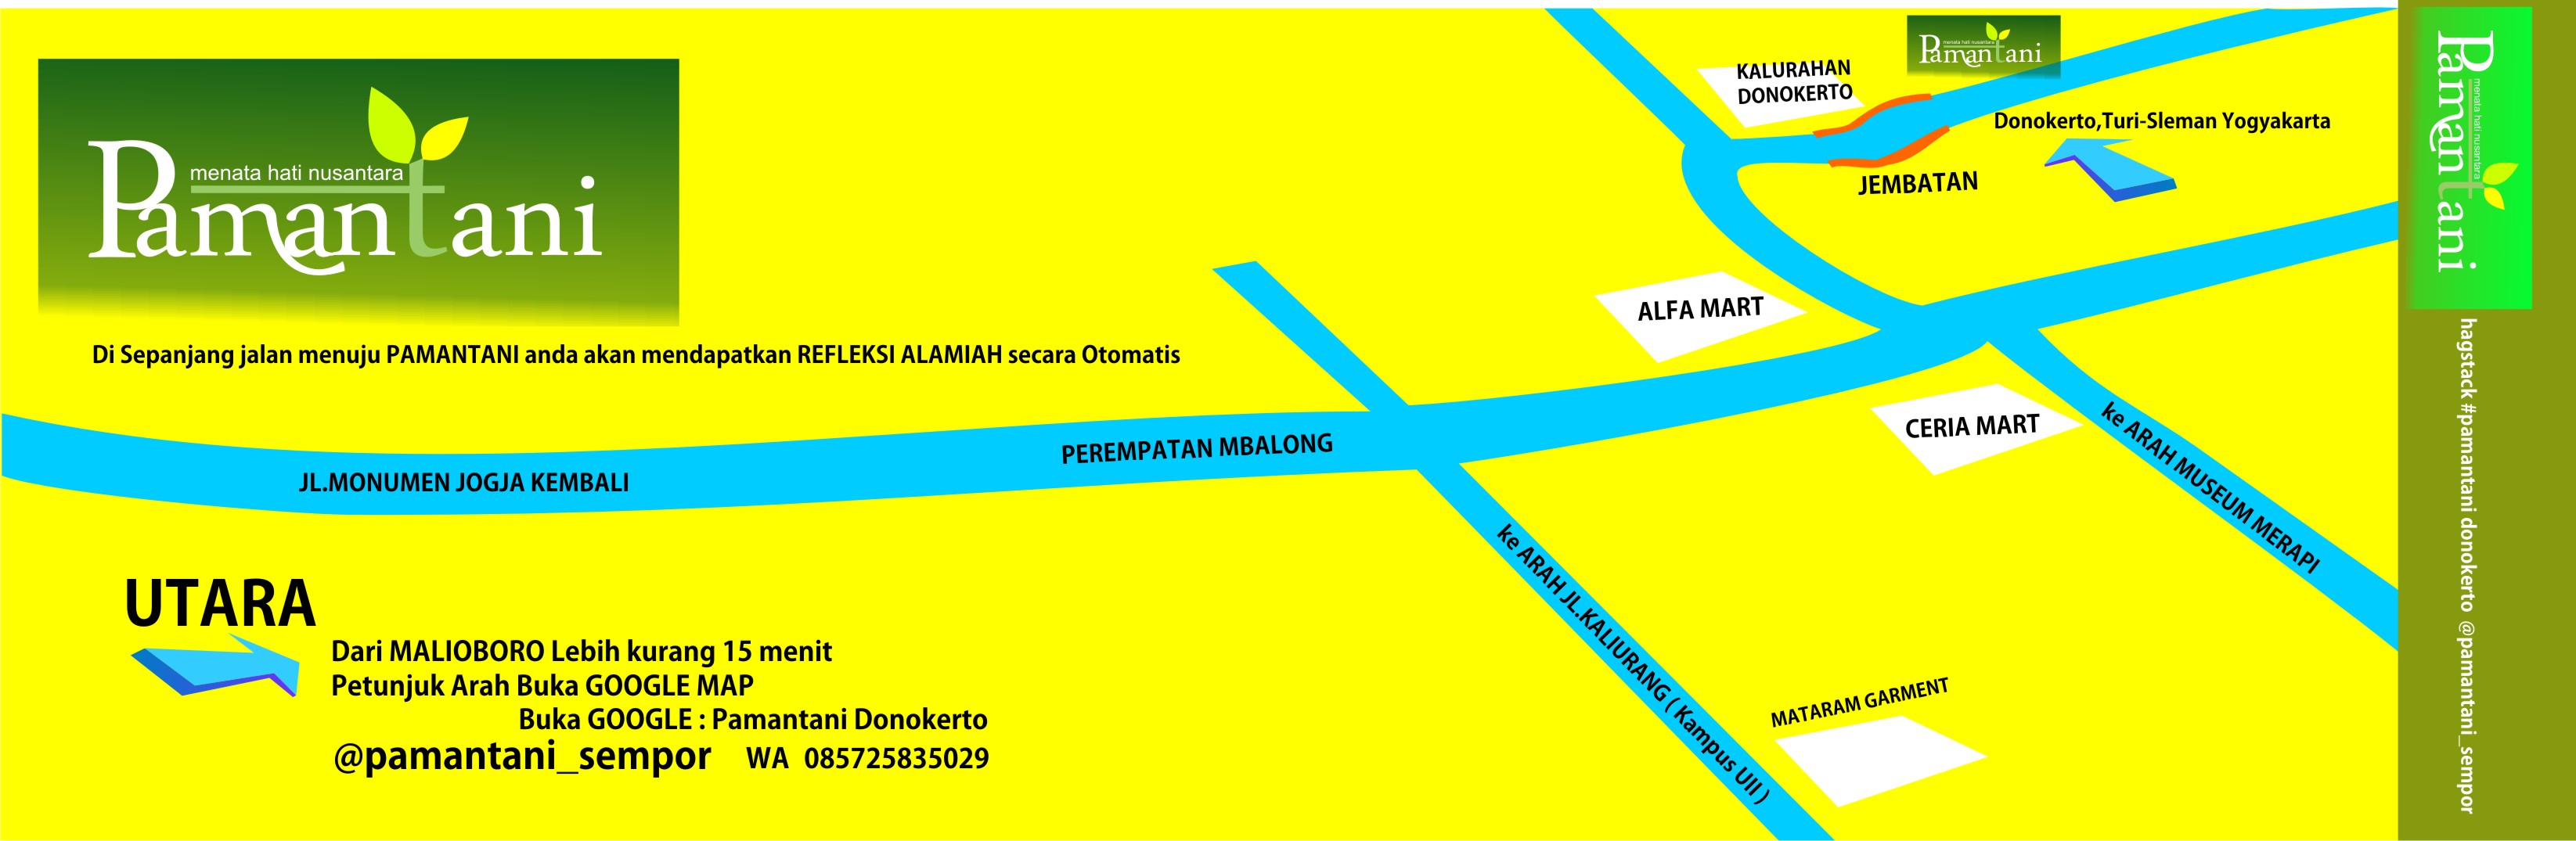 menata hati nusantara
Pamantani
Di Sepanjang jalan menuju PAMANTANI anda akan mendapatkan REFLEKSI ALAMIAH secara Otomatis
KALURAHAN
DONOKERTO
menata hati nusantara
Pamantani
Donokerto,Turi-Sleman Yogyakarta
JEMBATAN
ALFA MART
CERIA MART
ke ARAH MUSEUM MERAPI
PEREMPATAN MBALONG
JL.MONUMEN JOGJA KEMBALI
ke ARAH JL.KALIURANG ( Kampus UII )
MATARAM GARMENT
UTARA
Dari MALIOBORO Lebih kurang 15 menit
Petunjuk Arah Buka GOOGLE MAP
Buka GOOGLE : Pamantani Donokerto
@pamantani_sempor WA 085725835029
menata hati nusantara
Pamantani
hagstack #pamantani donokerto @pamantani_sempor